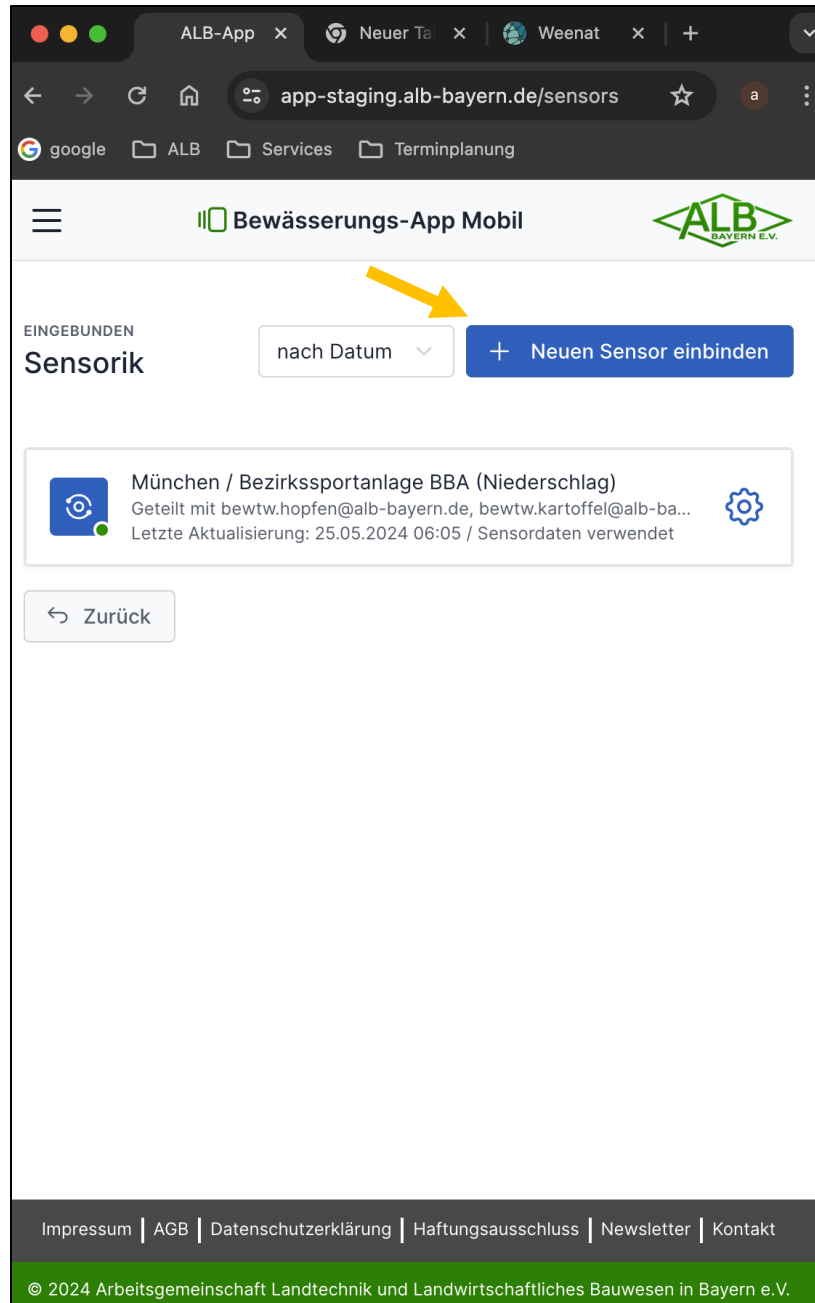 ALB-App
Neuer Ta
Weenat
app-staging.alb-bayern.de/sensors
a
google
ALB
Services
Terminplanung
Bewässerungs-App Mobil
ALB
BAYERN E.V.
EINGEBUNDEN
Sensorik
nach Datum
+ Neuen Sensor einbinden
München / Bezirkssportanlage BBA (Niederschlag)
Geteilt mit bewtw.hopfen@alb-bayern.de, bewtw.kartoffel@alb-ba...
Letzte Aktualisierung: 25.05.2024 06:05 / Sensordaten verwendet
Zurück
Impressum | AGB | Datenschutzerklärung | Haftungsausschluss | Newsletter | Kontakt
© 2024 Arbeitsgemeinschaft Landtechnik und Landwirtschaftliches Bauwesen in Bayern e.V.